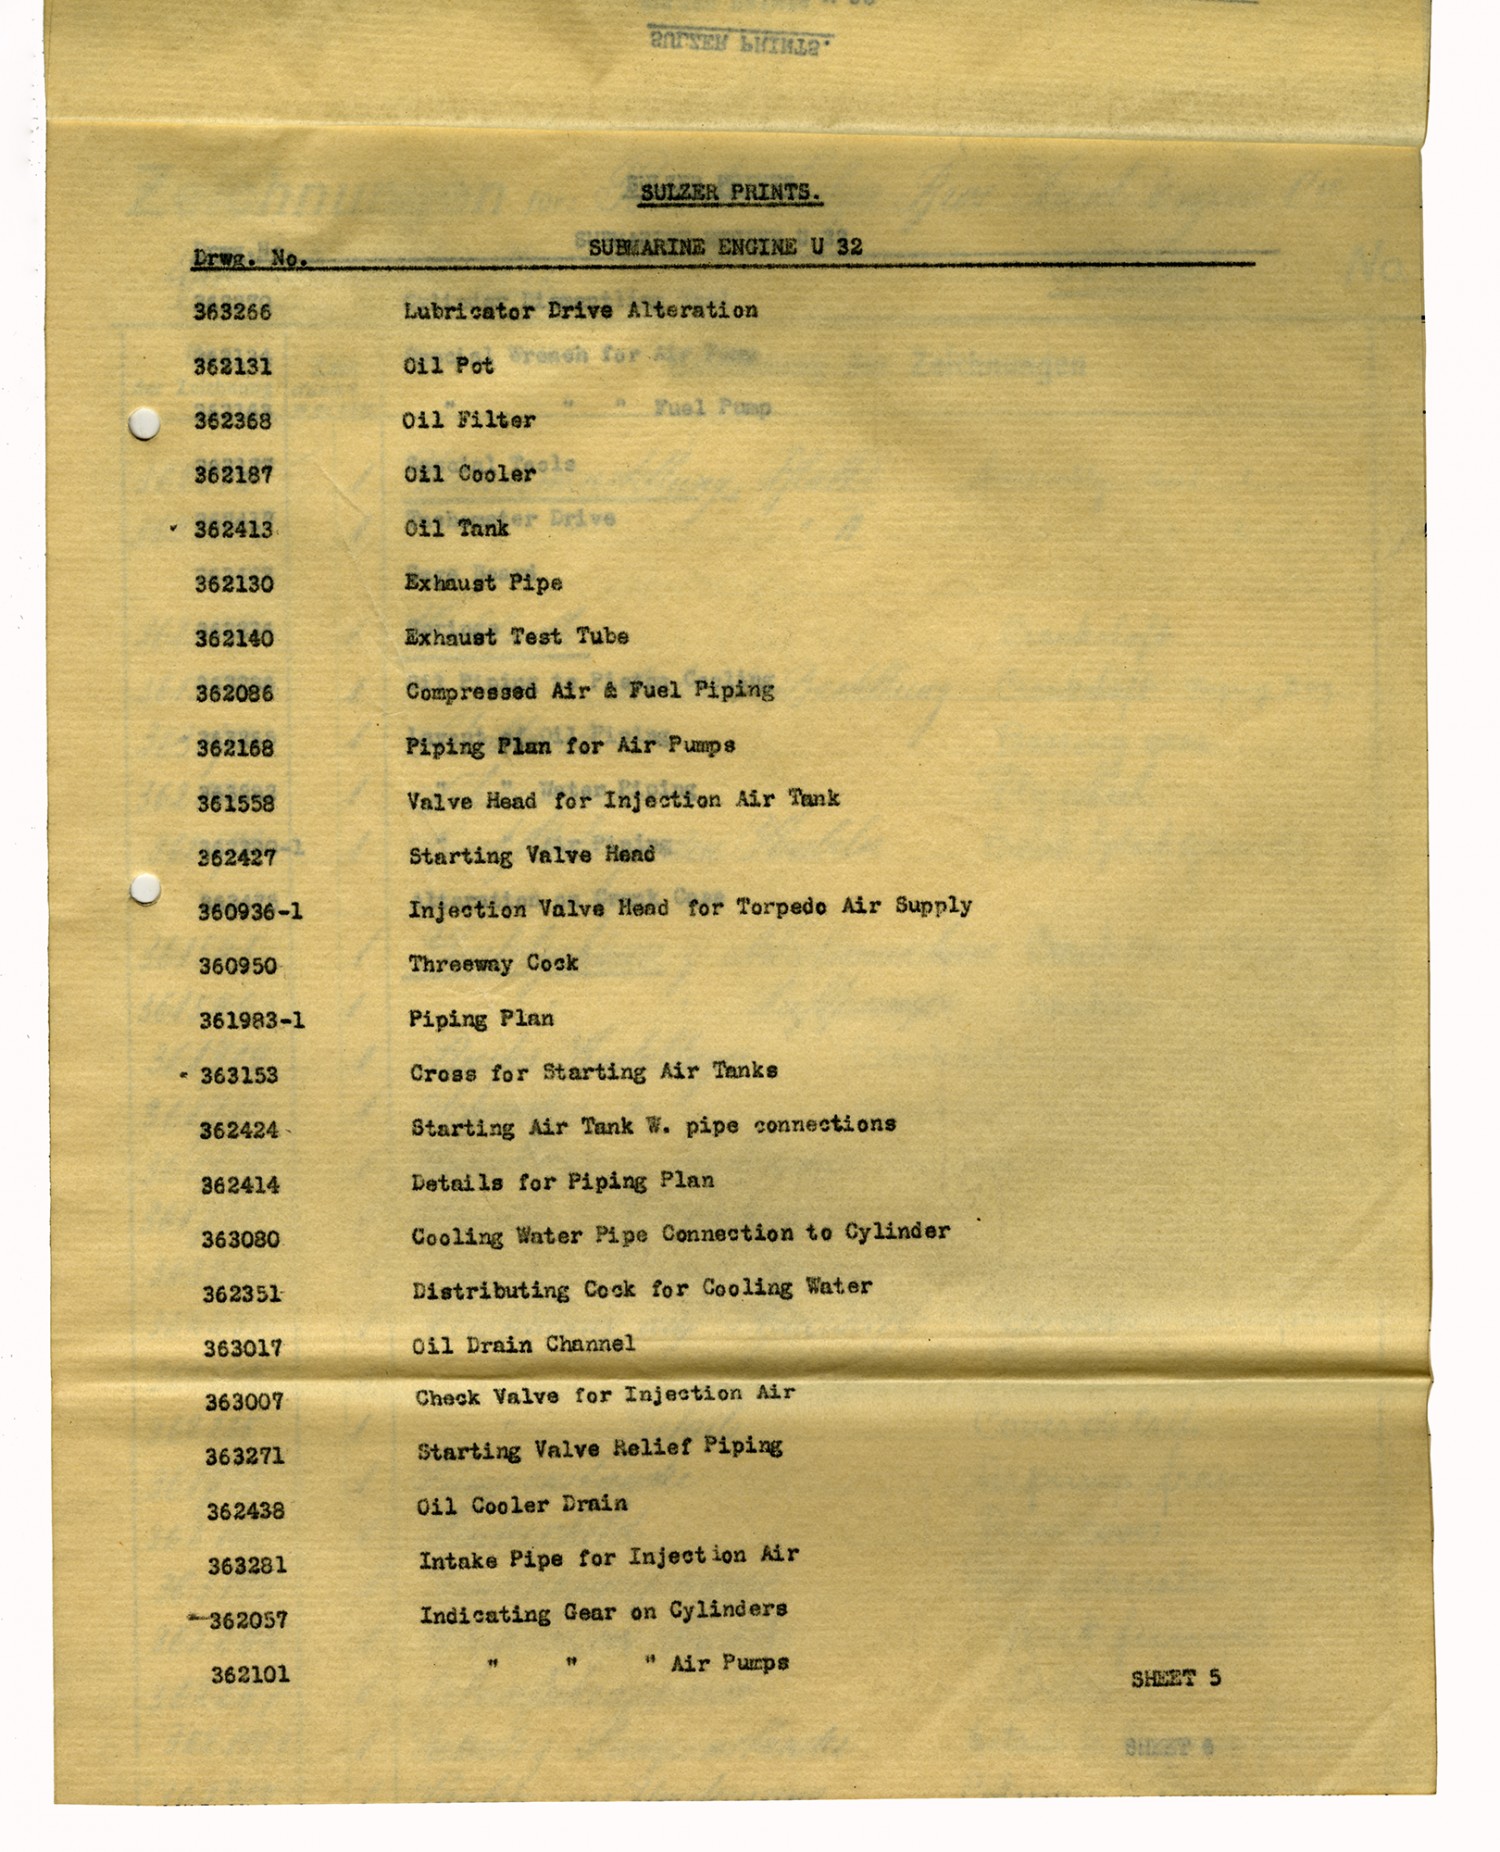 SULZER PRINTS.
SULZER PRINTS.
SUBMARINE ENGINE U 32
Drwg. No.
363266 Lubricator Drive Alteration
362131 Oil Pot
362368 Oil Filter
362187 Oil Cooler
362413 Oil Tank
362130 Exhaust Pipe
362140 Exhaust Test Tube
362086 Compressed Air & Fuel Piping
362168 Piping Plan for Air Pumps
361558 Valve Head for Injection Air Tank
362427 Starting Valve Head
360936-1 Injection Valve Head for Torpedo Air Supply
360950 Threeway Cock
361983-1 Piping Plan
363153 Cross for Starting Air Tanks
362424 Starting Air Tank W. pipe connections
362414 Details for Piping Plan
363080 Cooling Water Pipe Connection to Cylinder
362351 Distributing Cock for Cooling Water
363017 Oil Drain Channel
363007 Check Valve for Injection Air
363271 Starting Valve Relief Piping
362438 Oil Cooler Drain
363281 Intake Pipe for Injection Air
362057 Indicating Gear on Cylinders
362101 " " " Air Pumps
SHEET 5
SHEET 6